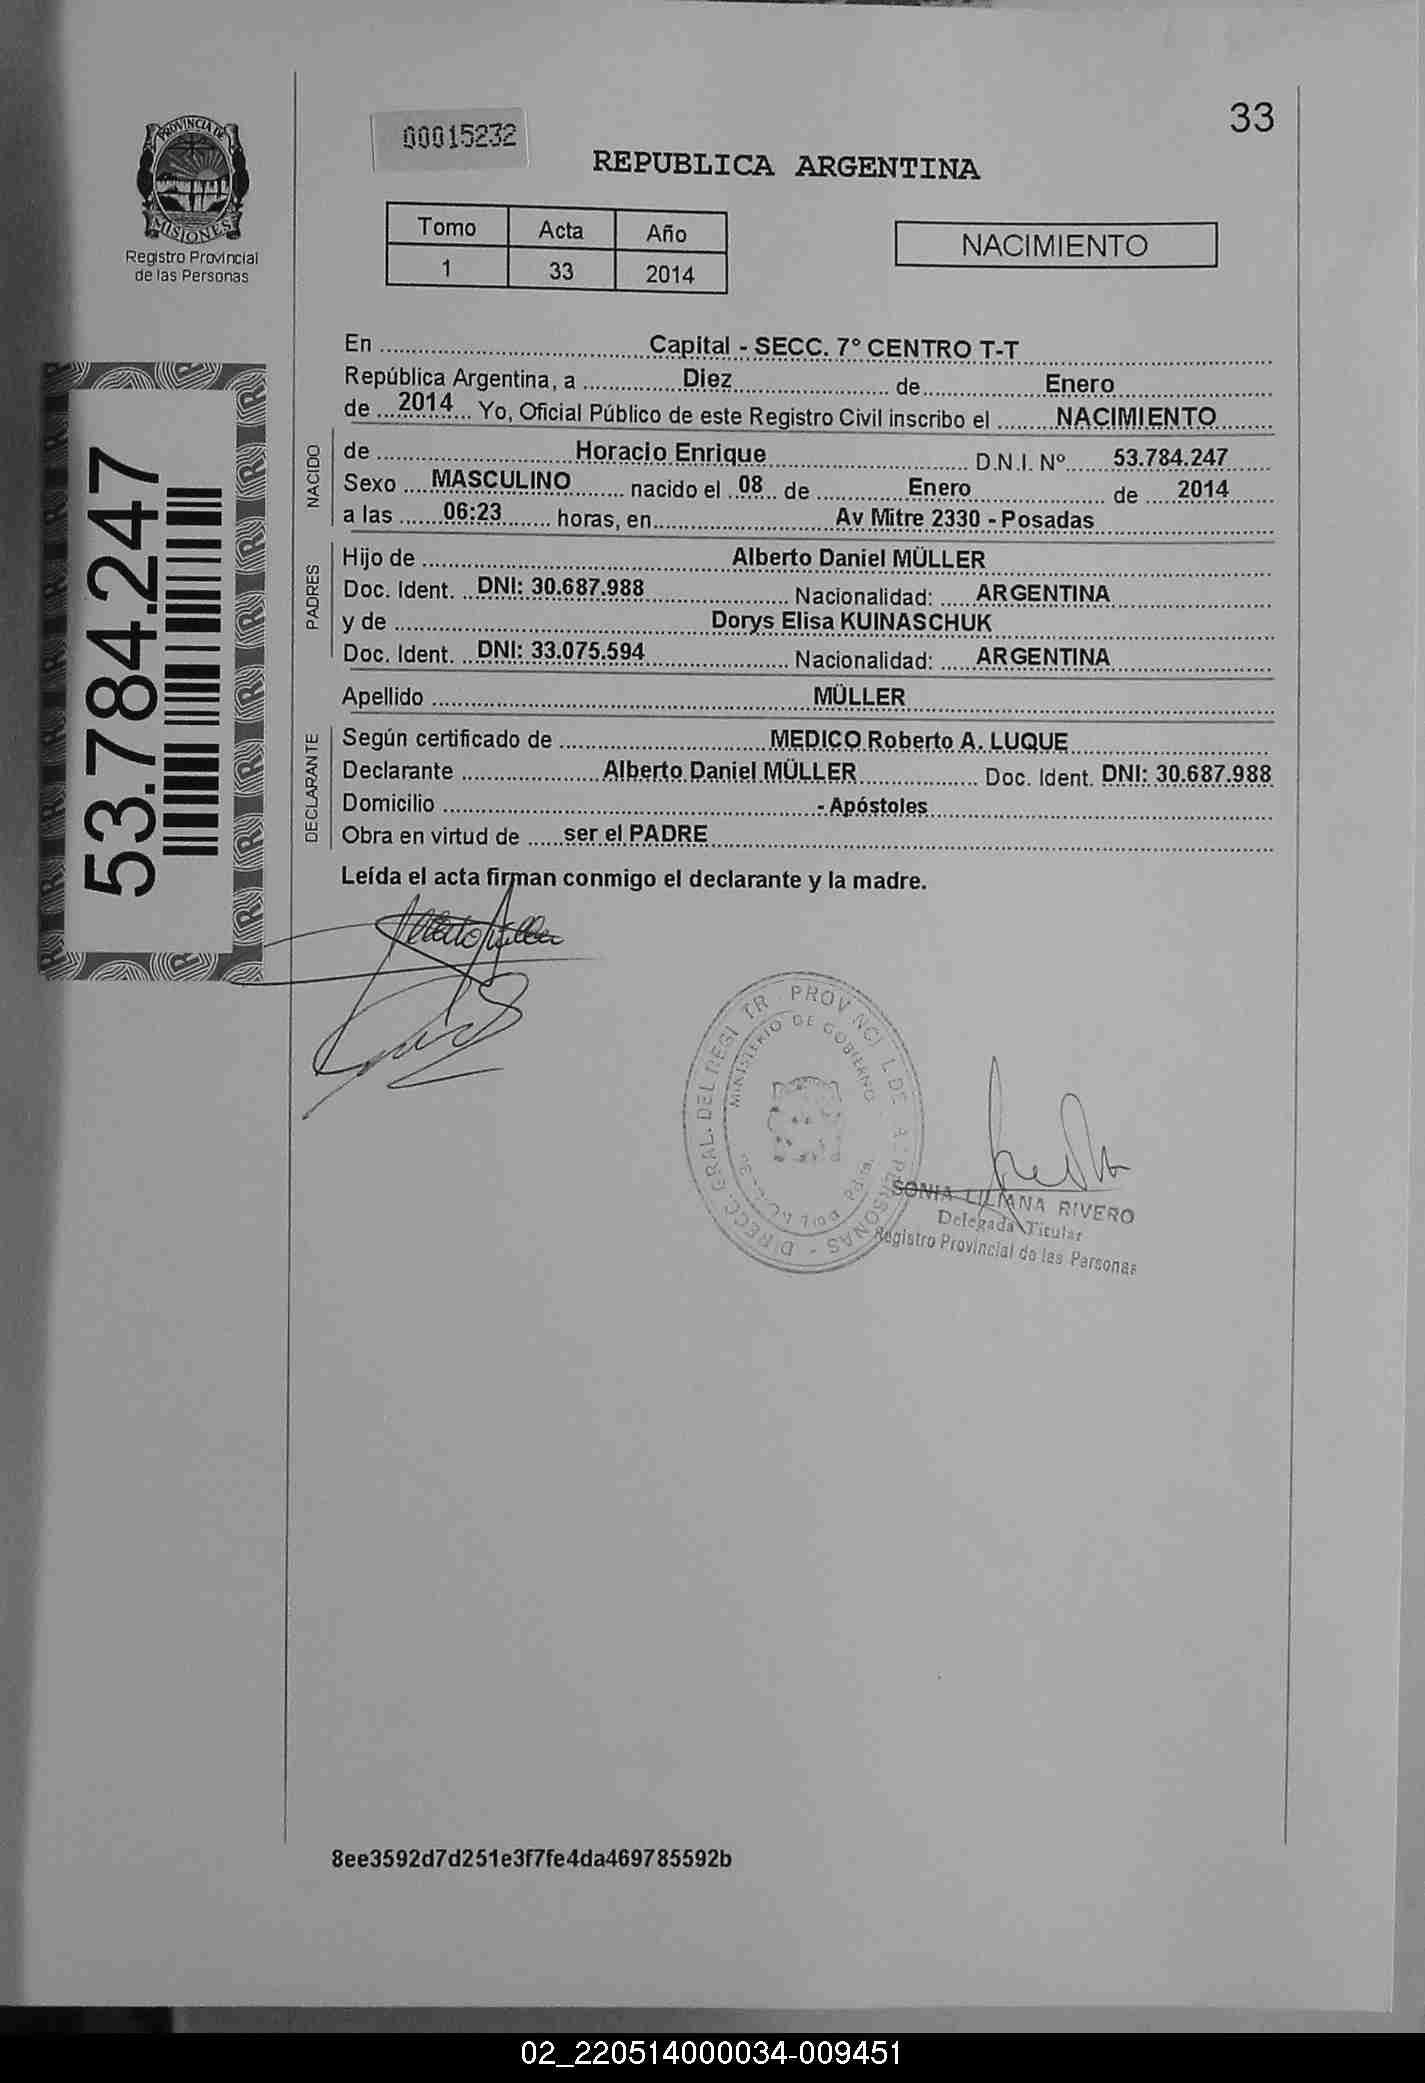 33
00015232
REPUBLICA ARGENTINA
PROVINCIA DE
MISIONES
Registro Provincial
de las Personas
Tomo Acta Año
1 33 2014
NACIMIENTO
53.784.247
En Capital - SECC. 7° CENTRO T-T
República Argentina, a Diez de Enero
de 2014 Yo, Oficial Público de este Registro Civil inscribo el NACIMIENTO
NACIDO
de Horacio Enrique D.N.I. Nº 53.784.247
Sexo MASCULINO nacido el 08 de Enero de 2014
a las 06:23 horas, en Av Mitre 2330 - Posadas
PADRES
Hijo de Alberto Daniel MÜLLER
Doc. Ident. DNI: 30.687.988 Nacionalidad: ARGENTINA
y de Dorys Elisa KUINASCHUK
Doc. Ident. DNI: 33.075.594 Nacionalidad: ARGENTINA
Apellido MÜLLER
DECLARANTE
Según certificado de MEDICO Roberto A. LUQUE
Declarante Alberto Daniel MÜLLER Doc. Ident. DNI: 30.687.988
Domicilio - Apóstoles
Obra en virtud de ser el PADRE
Leída el acta firman conmigo el declarante y la madre.
MINISTERIO DE GOBIERNO
SONIA LILIANA RIVERO
Delegada Titular
Registro Provincial de las Personas
8ee3592d7d251e3f7fe4da469785592b
02_220514000034-009451